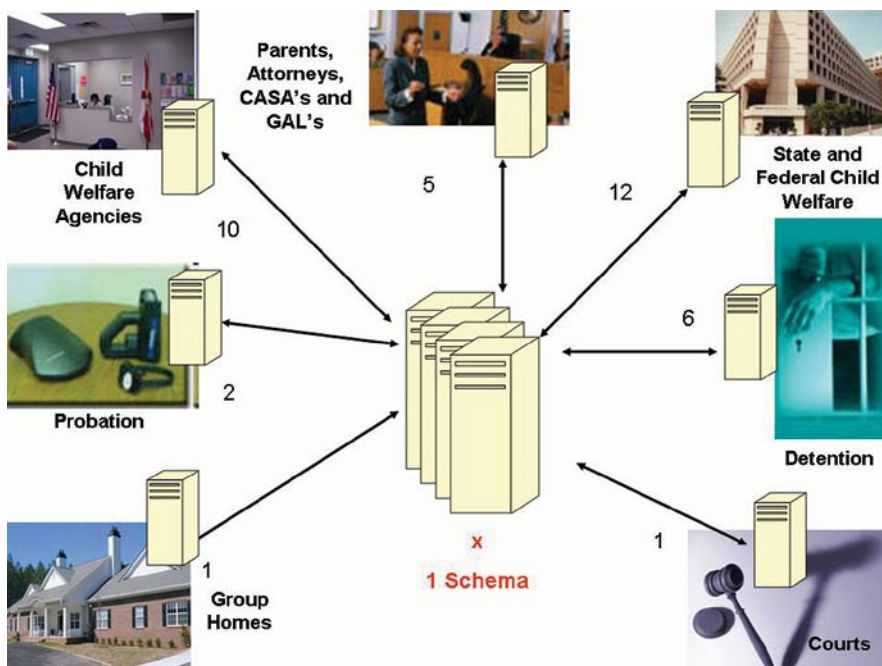 Parents,
Attorneys,
CASA's and
GAL's
Child
Welfare
Agencies
State and
Federal Child
Welfare
5
12
10
6
Probation
2
Detention
1
Group
Homes
x
1 Schema
1
Courts